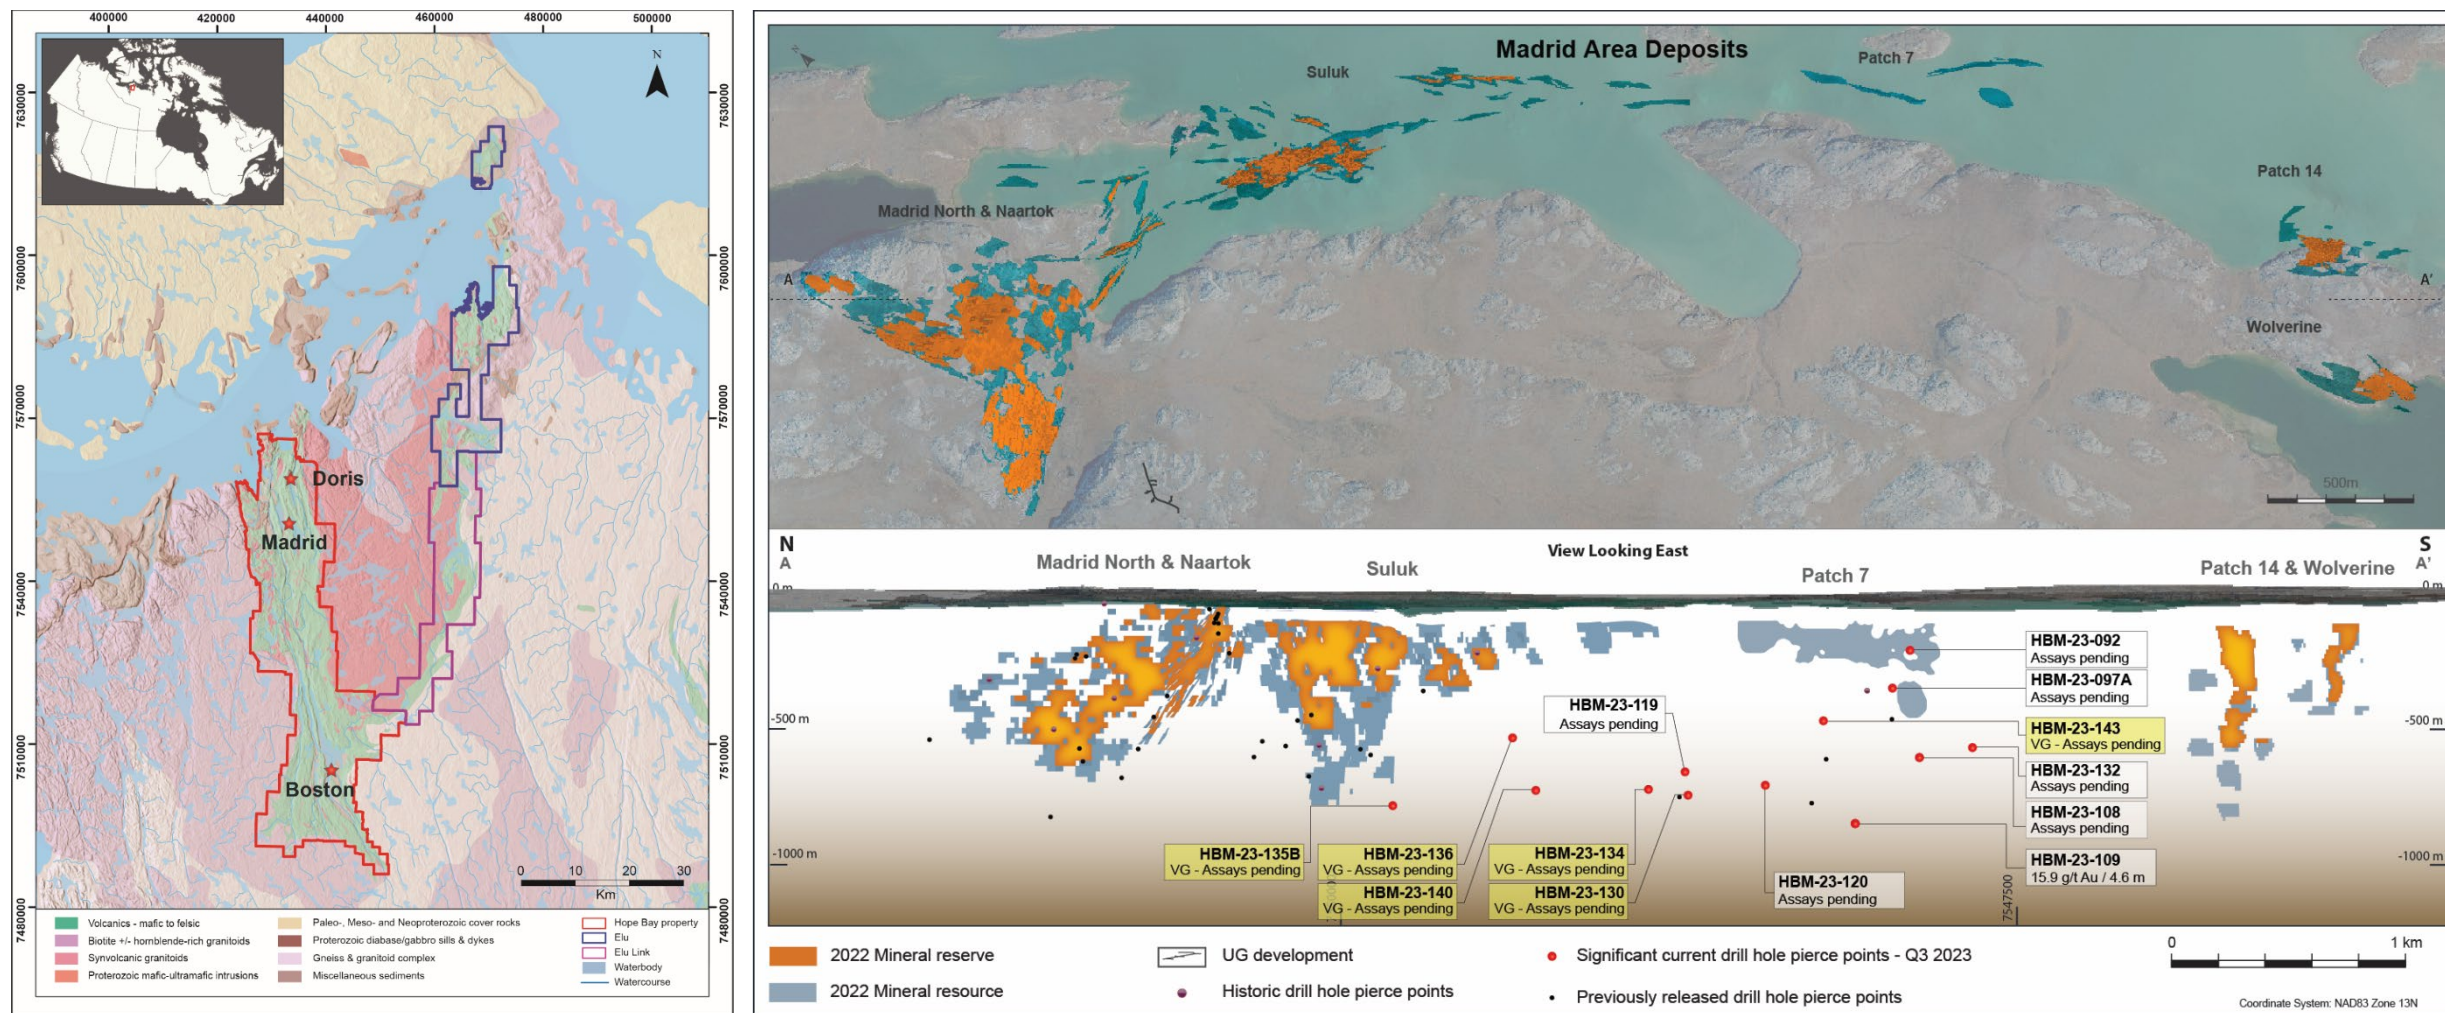 400000 420000 440000 460000 480000 500000
7630000
7600000
7570000
7540000
7510000
7480000
7630000
7600000
7570000
7540000
7510000
7480000
N
Doris
Madrid
Boston
0 10 20 30
Km
Volcanics - mafic to felsic
Biotite +/- hornblende-rich granitoids
Synvolcanic granitoids
Proterozoic mafic-ultramafic intrusions
Paleo-, Meso- and Neoproterozoic cover rocks
Proterozoic diabase/gabbro sills & dykes
Gneiss & granitoid complex
Miscellaneous sediments
Hope Bay property
Elu
Elu Link
Waterbody
Watercourse
Madrid Area Deposits
N
Suluk
Patch 7
Patch 14
Madrid North & Naartok
A
A'
Wolverine
500m
N
A
View Looking East
S
A'
Madrid North & Naartok
Suluk
Patch 7
Patch 14 & Wolverine
0 m
0 m
-500 m
-500 m
-1000 m
-1000 m
HBM-23-092
Assays pending
HBM-23-097A
Assays pending
HBM-23-119
Assays pending
HBM-23-143
VG - Assays pending
HBM-23-132
Assays pending
HBM-23-108
Assays pending
HBM-23-109
15.9 g/t Au / 4.6 m
HBM-23-135B
VG - Assays pending
HBM-23-136
VG - Assays pending
HBM-23-140
VG - Assays pending
HBM-23-134
VG - Assays pending
HBM-23-130
VG - Assays pending
HBM-23-120
Assays pending
7547500
2022 Mineral reserve
2022 Mineral resource
UG development
Historic drill hole pierce points
Significant current drill hole pierce points - Q3 2023
Previously released drill hole pierce points
0 1 km
Coordinate System: NAD83 Zone 13N